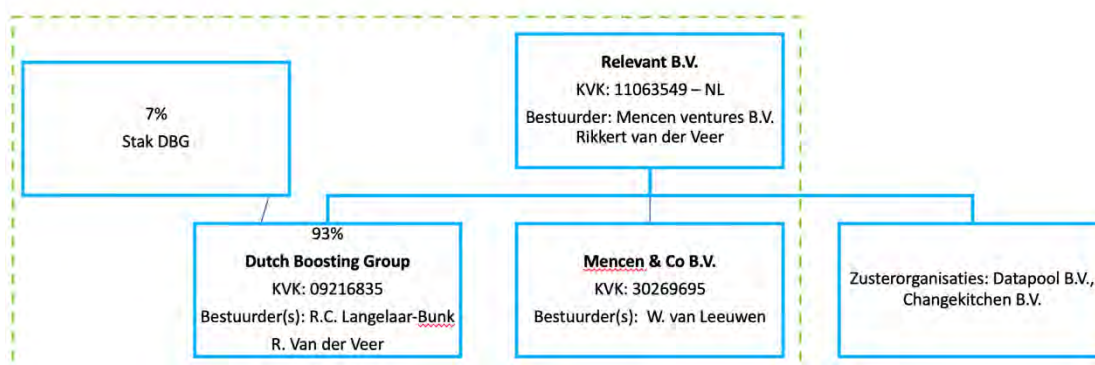 Relevant B.V.
KVK: 11063549 – NL
Bestuurder: Mencen ventures B.V.
Rikkert van der Veer
7%
Stak DBG
93%
Dutch Boosting Group
KVK: 09216835
Bestuurder(s): R.C. Langelaar-Bunk
R. Van der Veer
Mencen & Co B.V.
KVK: 30269695
Bestuurder(s): W. van Leeuwen
Zusterorganisaties: Datapool B.V.,
Changekitchen B.V.